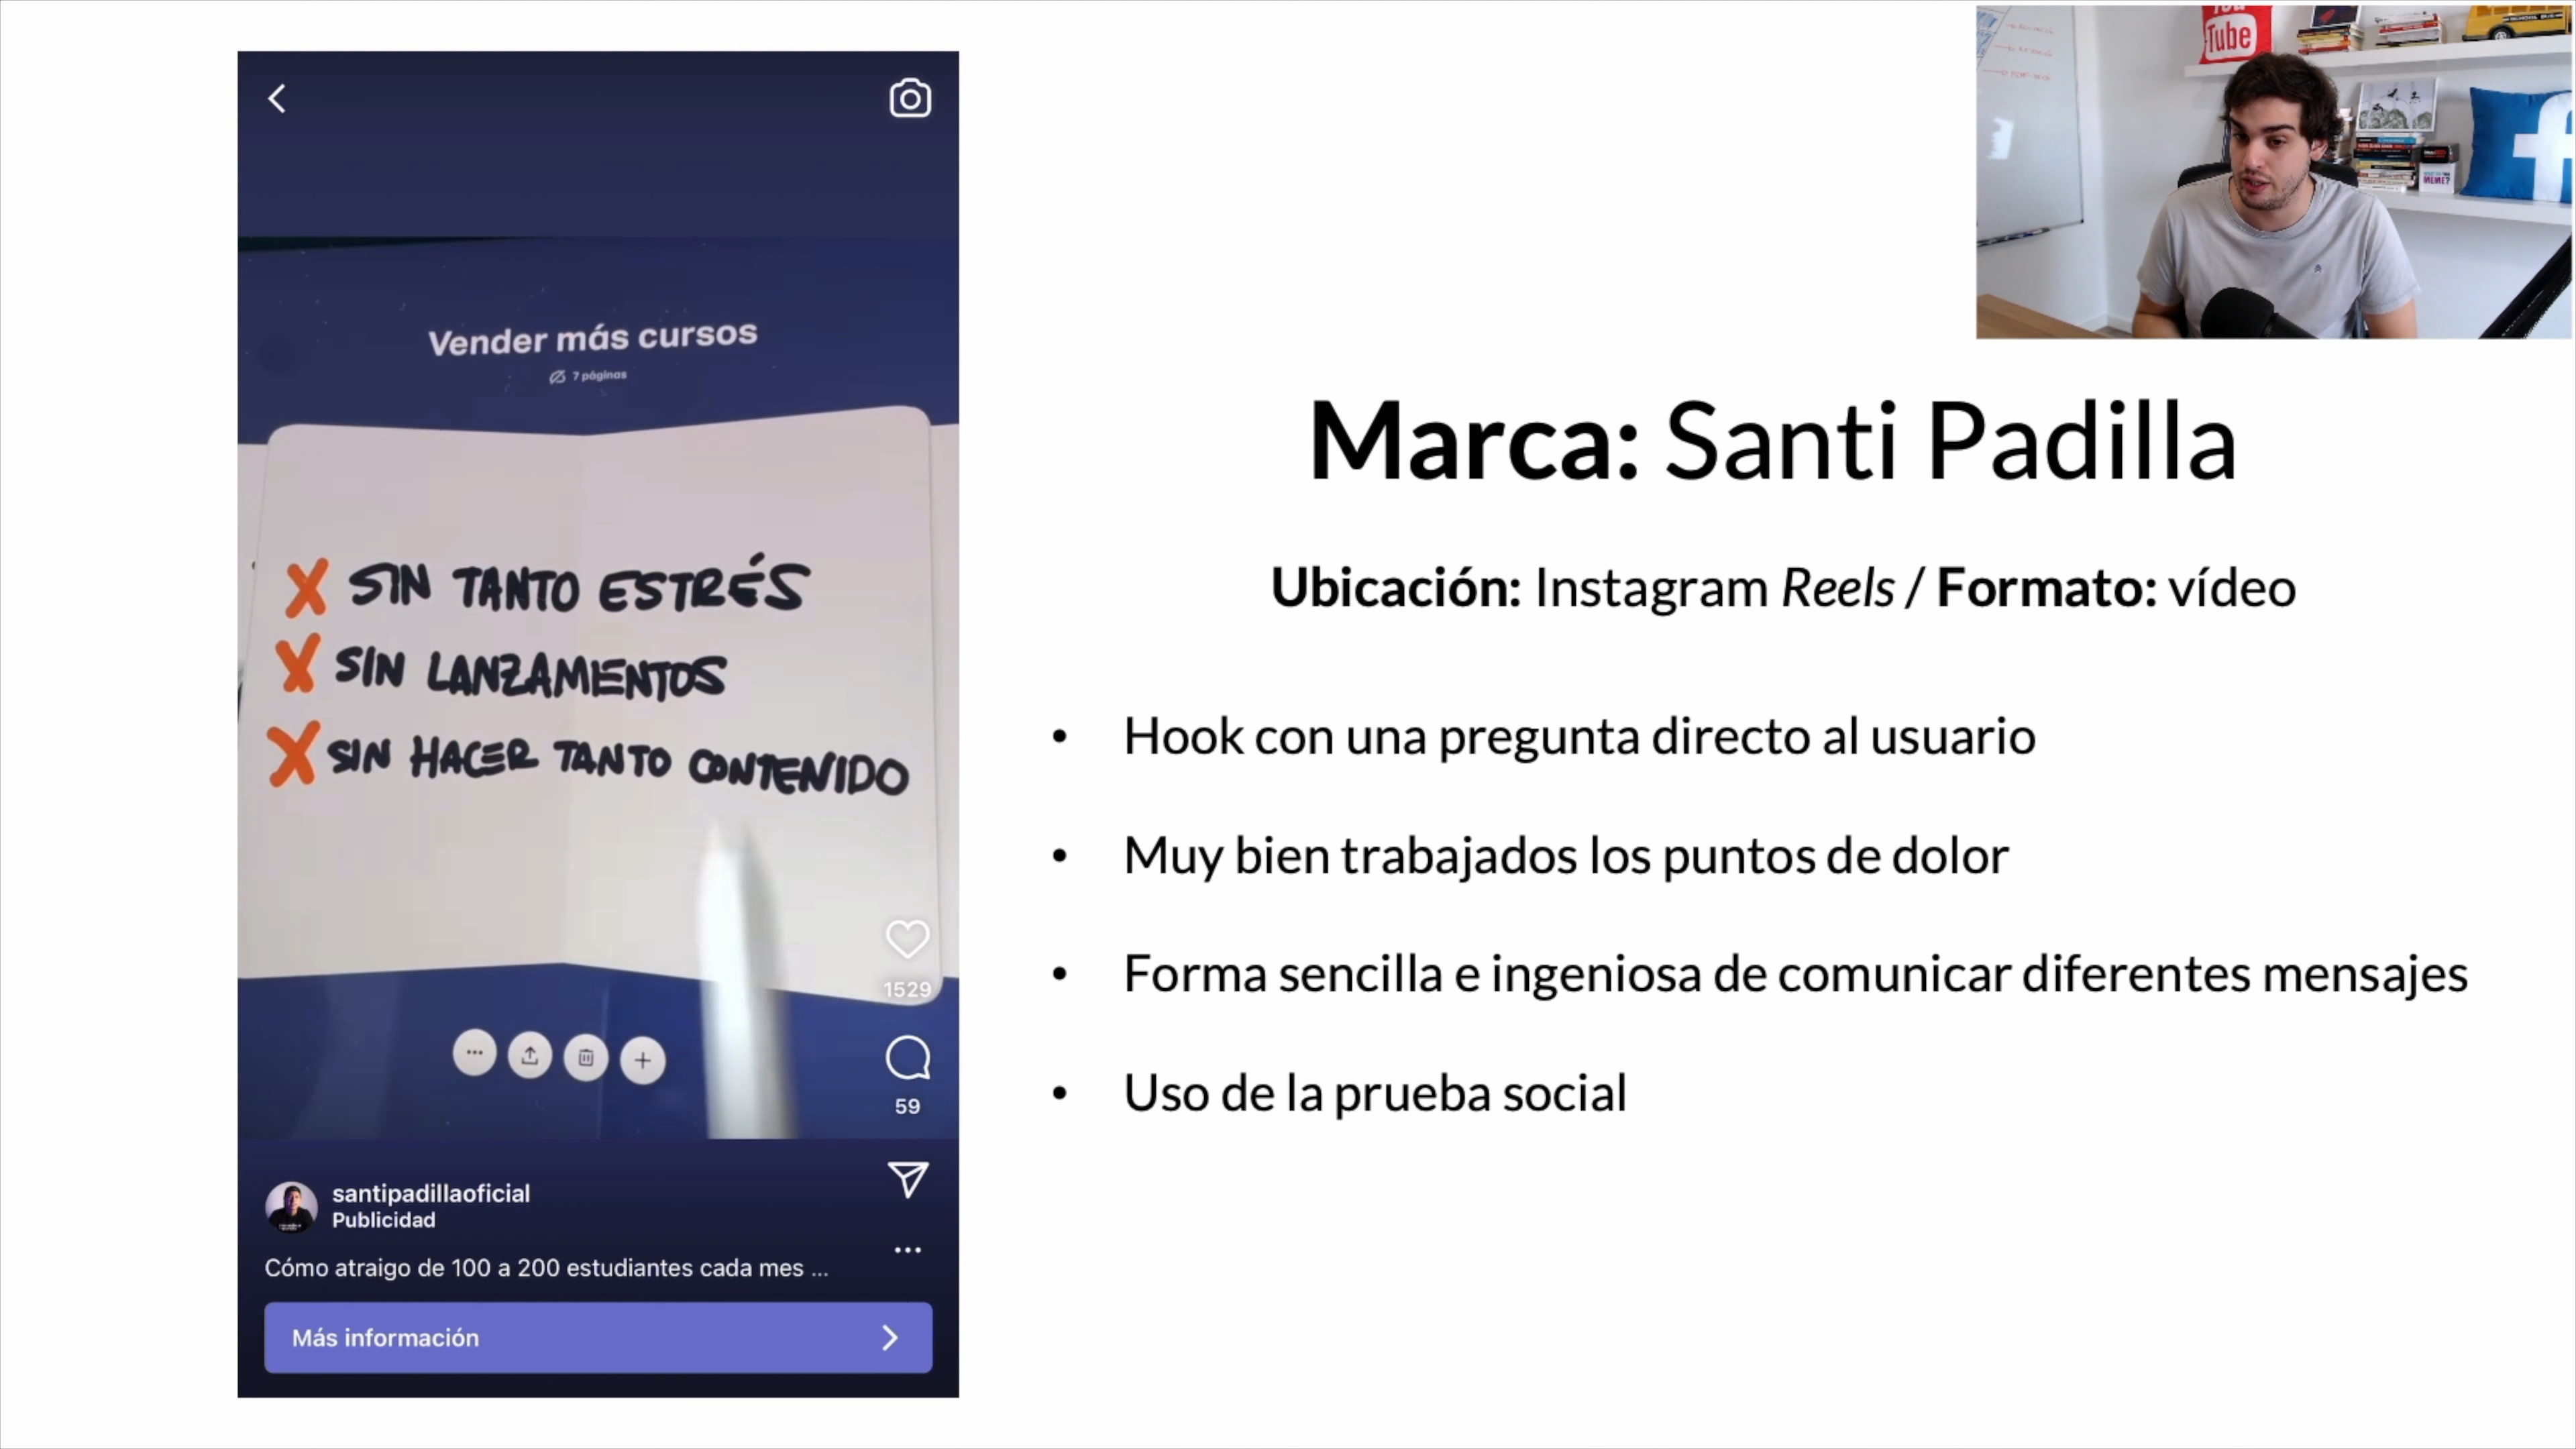 Vender más cursos
7 páginas
X SIN TANTO ESTRÉS
X SIN LANZAMIENTOS
X SIN HACER TANTO CONTENIDO
1529
59
santipadillaoficial
Publicidad
Cómo atraigo de 100 a 200 estudiantes cada mes ...
Más información
You
Tube
MEME?
Marca: Santi Padilla
Ubicación: Instagram Reels / Formato: vídeo
• Hook con una pregunta directo al usuario
• Muy bien trabajados los puntos de dolor
• Forma sencilla e ingeniosa de comunicar diferentes mensajes
• Uso de la prueba social